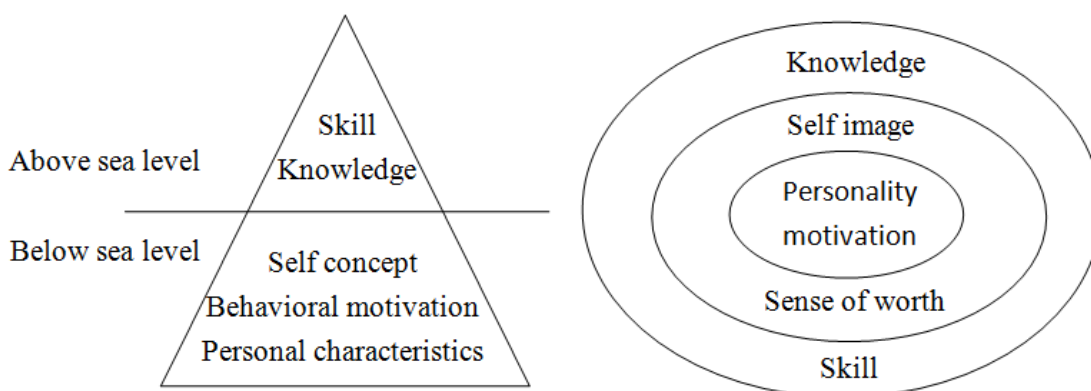 Above sea level
Skill
Knowledge
Below sea level
Self concept
Behavioral motivation
Personal characteristics
Knowledge
Self image
Personality
motivation
Sense of worth
Skill